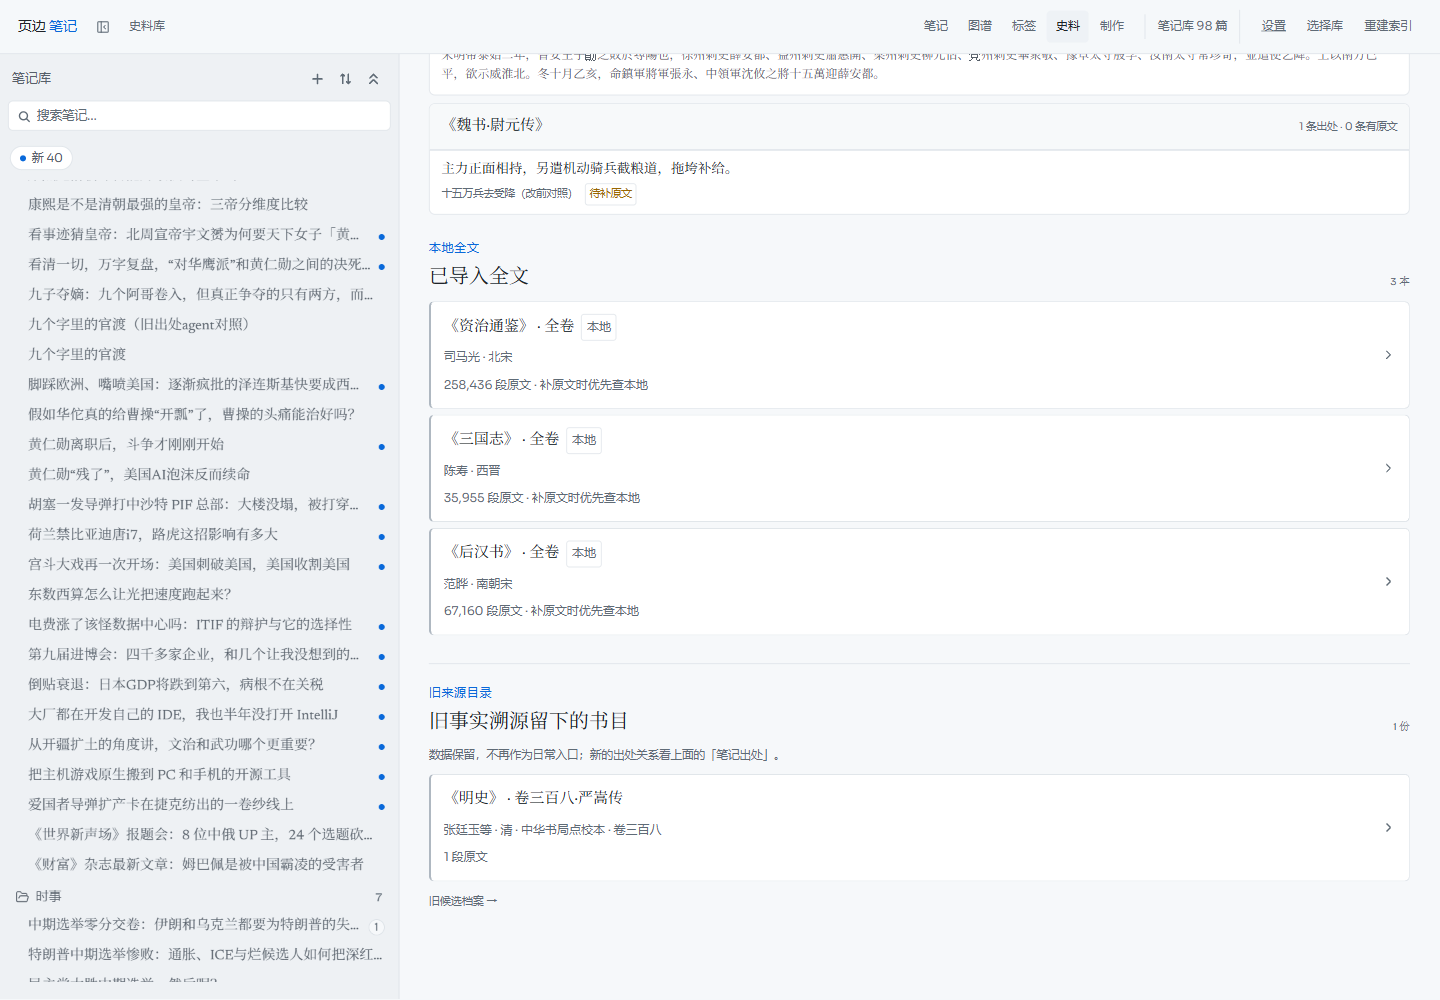 页边 笔记
史料库
笔记
图谱
标签
史料
制作
笔记库 98 篇
设置
选择库
重建索引
笔记库
搜索笔记...
新 40
康熙是不是清朝最强的皇帝：三帝分维度比较
看事迹猜皇帝：北周宣帝宇文赟为何要天下女子「黄...
看清一切，万字复盘，“对华鹰派”和黄仁勋之间的决死...
九子夺嫡：九个阿哥卷入，但真正争夺的只有两方，而...
九个字里的官渡（旧出处agent对照）
九个字里的官渡
脚踩欧洲、嘴喷美国：逐渐疯批的泽连斯基快要成西...
假如华佗真的给曹操“开瓢”了，曹操的头痛能治好吗？
黄仁勋离职后，斗争才刚刚开始
黄仁勋“残了”，美国AI泡沫反而续命
胡塞一发导弹打中沙特 PIF 总部：大楼没塌，被打穿...
荷兰禁比亚迪唐i7，路虎这招影响有多大
宫斗大戏再一次开场：美国刺破美国，美国收割美国
东数西算怎么让光把速度跑起来？
电费涨了该怪数据中心吗：ITIF 的辩护与它的选择性
第九届进博会：四千多家企业，和几个让我没想到的...
倒贴衰退：日本GDP将跌到第六，病根不在关税
大厂都在开发自己的 IDE，我也半年没打开 IntelliJ
从开疆扩土的角度讲，文治和武功哪个更重要？
把主机游戏原生搬到 PC 和手机的开源工具
爱国者导弹扩产卡在捷克纺出的一卷纱线上
《世界新声场》报题会：8 位中俄 UP 主，24 个选题砍...
《财富》杂志最新文章：姆巴佩是被中国霸凌的受害者
时事
7
中期选举零分交卷：伊朗和乌克兰都要为特朗普的失...
1
特朗普中期选举惨败：通胀、ICE与烂候选人如何把深红...
平，欲示威淮北。冬十月乙亥，命鎮軍將軍張永、中領軍沈攸之將十五萬迎薛安都。
《魏书·尉元传》
1 条出处 · 0 条有原文
主力正面相持，另遣机动骑兵截粮道，拖垮补给。
十五万兵去受降（改前对照）
待补原文
本地全文
已导入全文
3 本
《资治通鉴》 · 全卷
本地
司马光 · 北宋
258,436 段原文 · 补原文时优先查本地
《三国志》 · 全卷
本地
陈寿 · 西晋
35,955 段原文 · 补原文时优先查本地
《后汉书》 · 全卷
本地
范晔 · 南朝宋
67,160 段原文 · 补原文时优先查本地
旧来源目录
旧事实溯源留下的书目
1 份
数据保留，不再作为日常入口；新的出处关系看上面的「笔记出处」。
《明史》 · 卷三百八·严嵩传
张廷玉等 · 清 · 中华书局点校本 · 卷三百八
1 段原文
旧候选档案 →